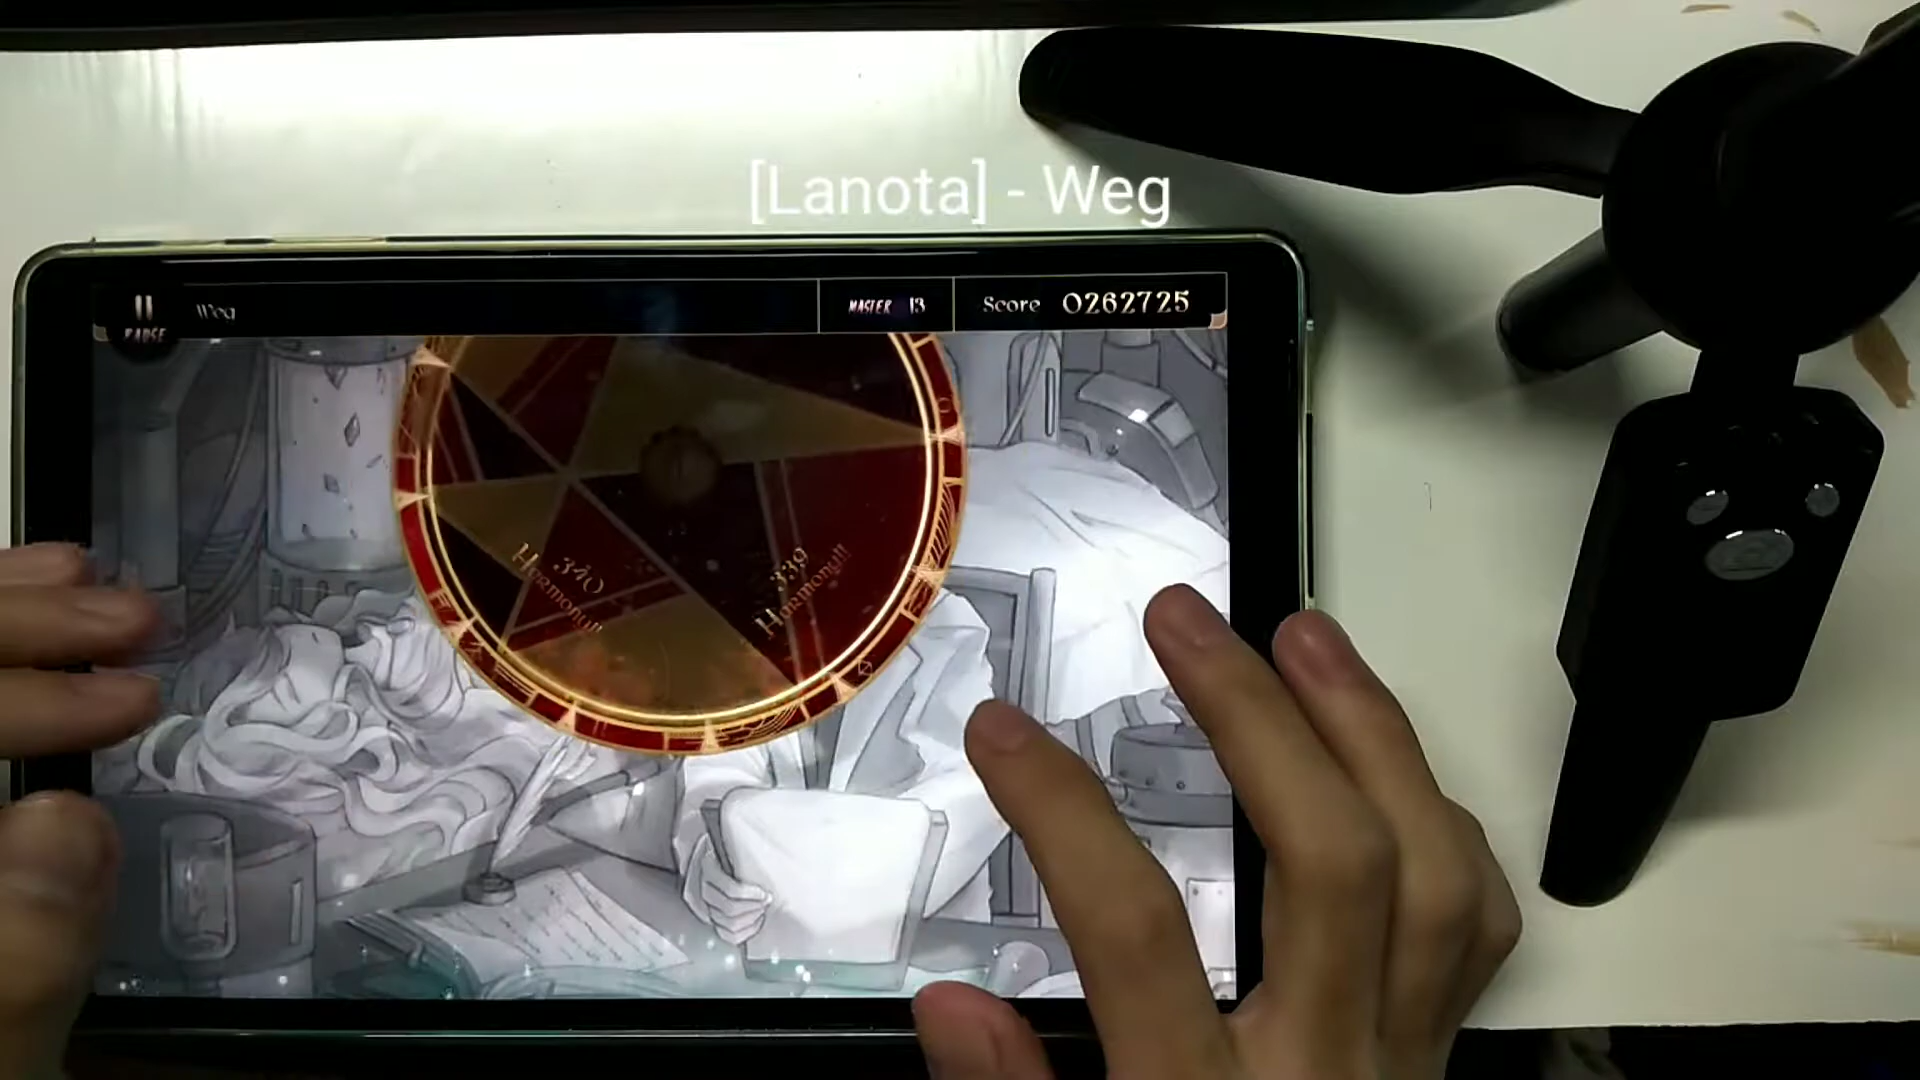 [Lanota] - Weg
PAUSE
Weg
MASTER 13
Score 0262725
340
Harmony!!
339
Harmony!!